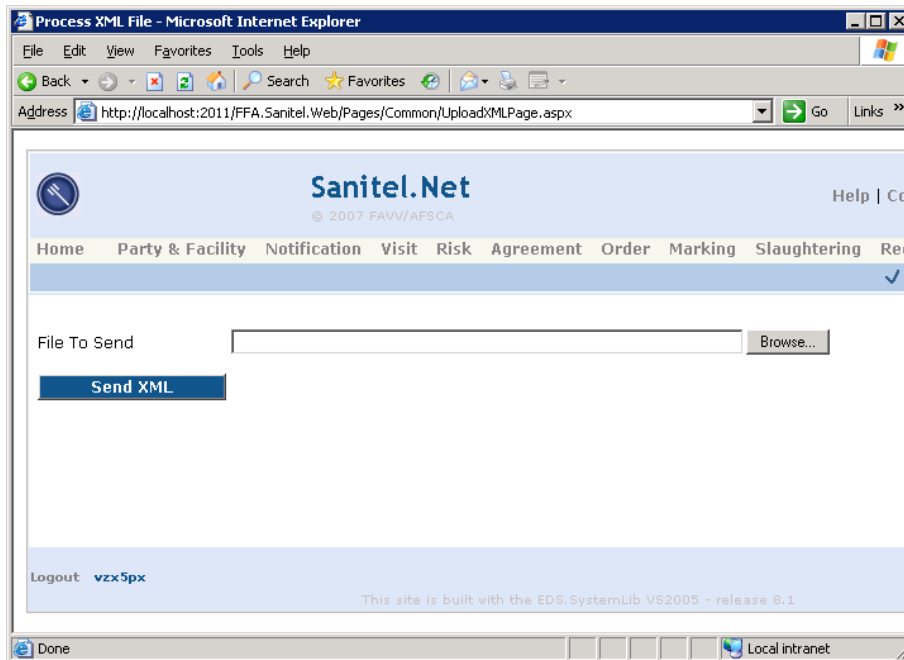 Process XML File - Microsoft Internet Explorer
File Edit View Favorites Tools Help
Back Search Favorites
Address http://localhost:2011/FFA.Sanitel.Web/Pages/Common/UploadXMLPage.aspx Go Links »
Sanitel.Net
© 2007 FAVV/AFSCA
Help |
Home Party & Facility Notification Visit Risk Agreement Order Marking Slaughtering
File To Send Browse...
Send XML
Logout vzx5px
This site is built with the EDS.SystemLib VS2005 - release 8.1
Done Local intranet